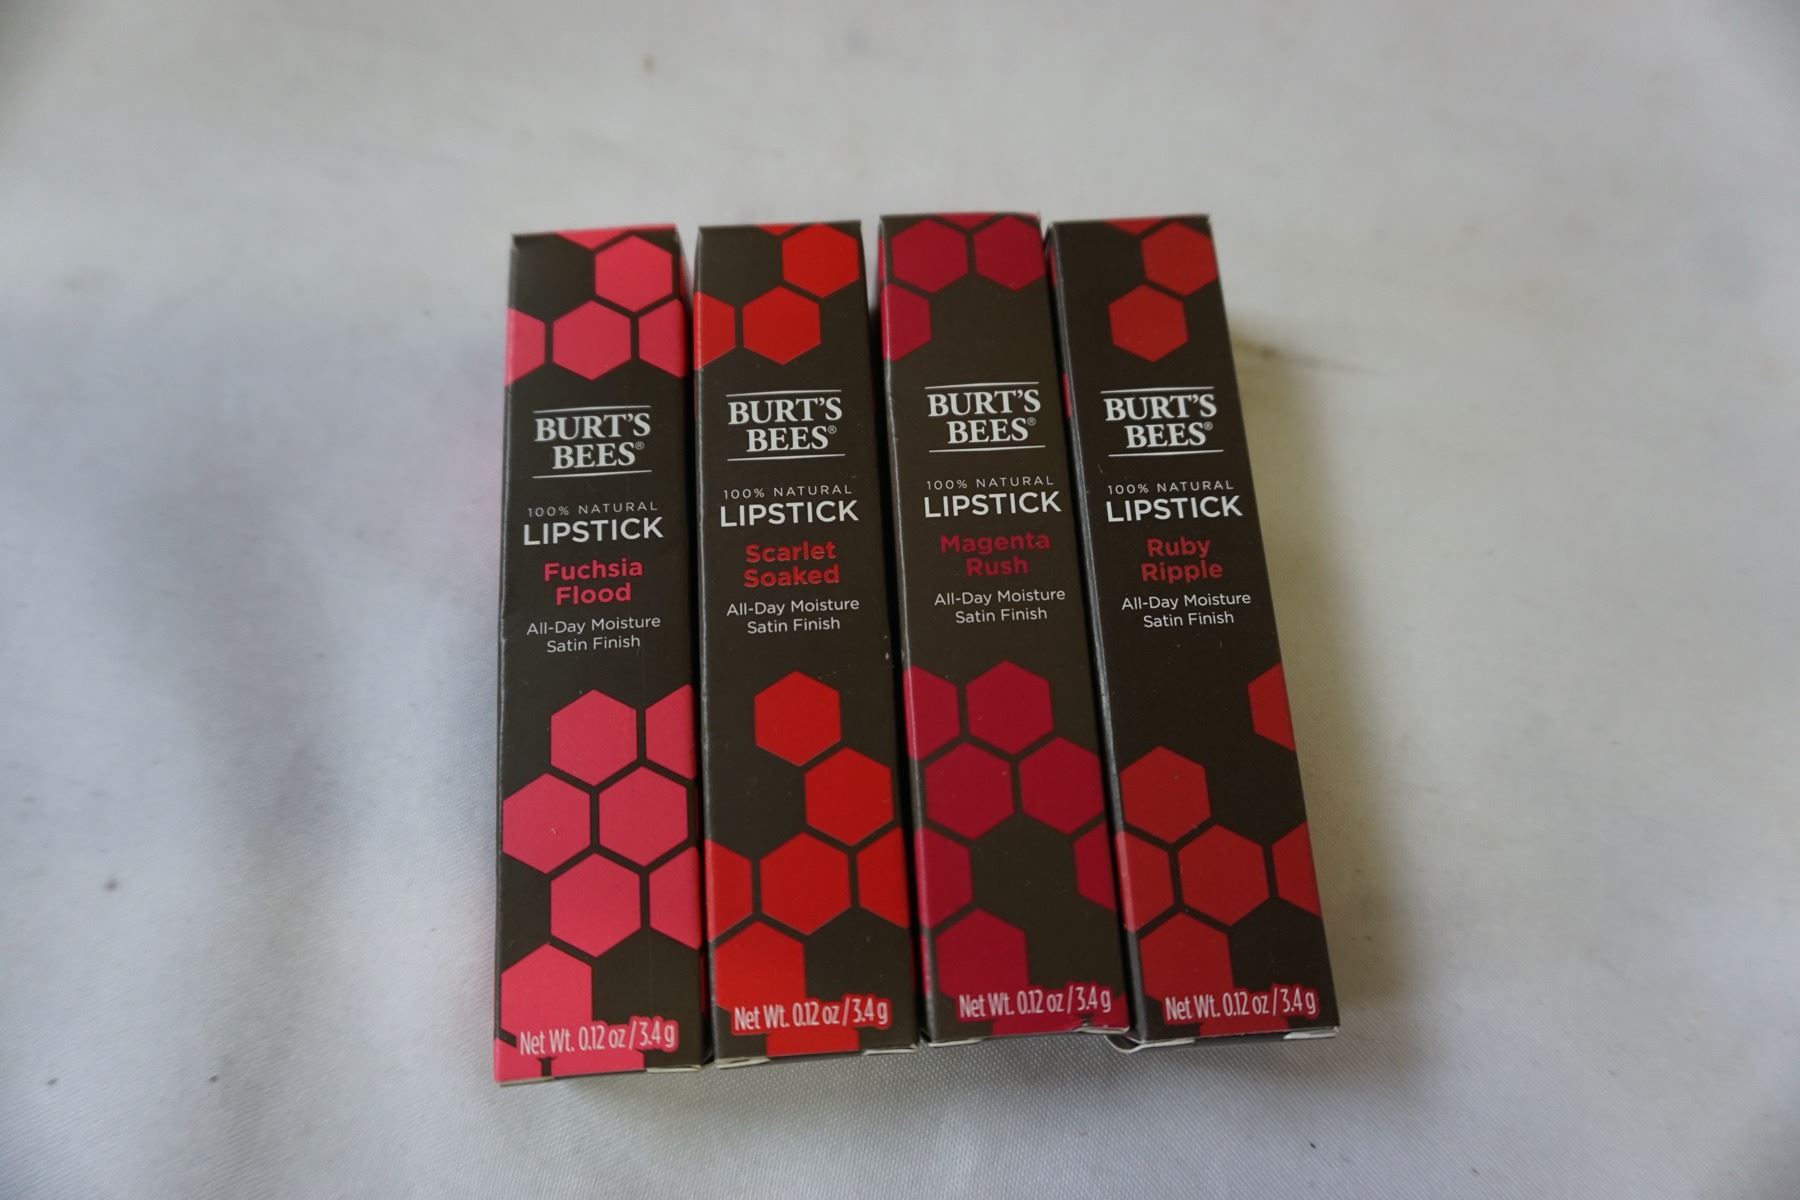 BURT'S
BEES®
100% NATURAL
LIPSTICK
Fuchsia
Flood
All-Day Moisture
Satin Finish
Net Wt. 0.12 oz / 3.4 g
BURT'S
BEES®
100% NATURAL
LIPSTICK
Scarlet
Soaked
All-Day Moisture
Satin Finish
Net Wt. 0.12 oz / 3.4 g
BURT'S
BEES®
100% NATURAL
LIPSTICK
Magenta
Rush
All-Day Moisture
Satin Finish
Net Wt. 0.12 oz / 3.4 g
BURT'S
BEES®
100% NATURAL
LIPSTICK
Ruby
Ripple
All-Day Moisture
Satin Finish
Net Wt. 0.12 oz / 3.4 g